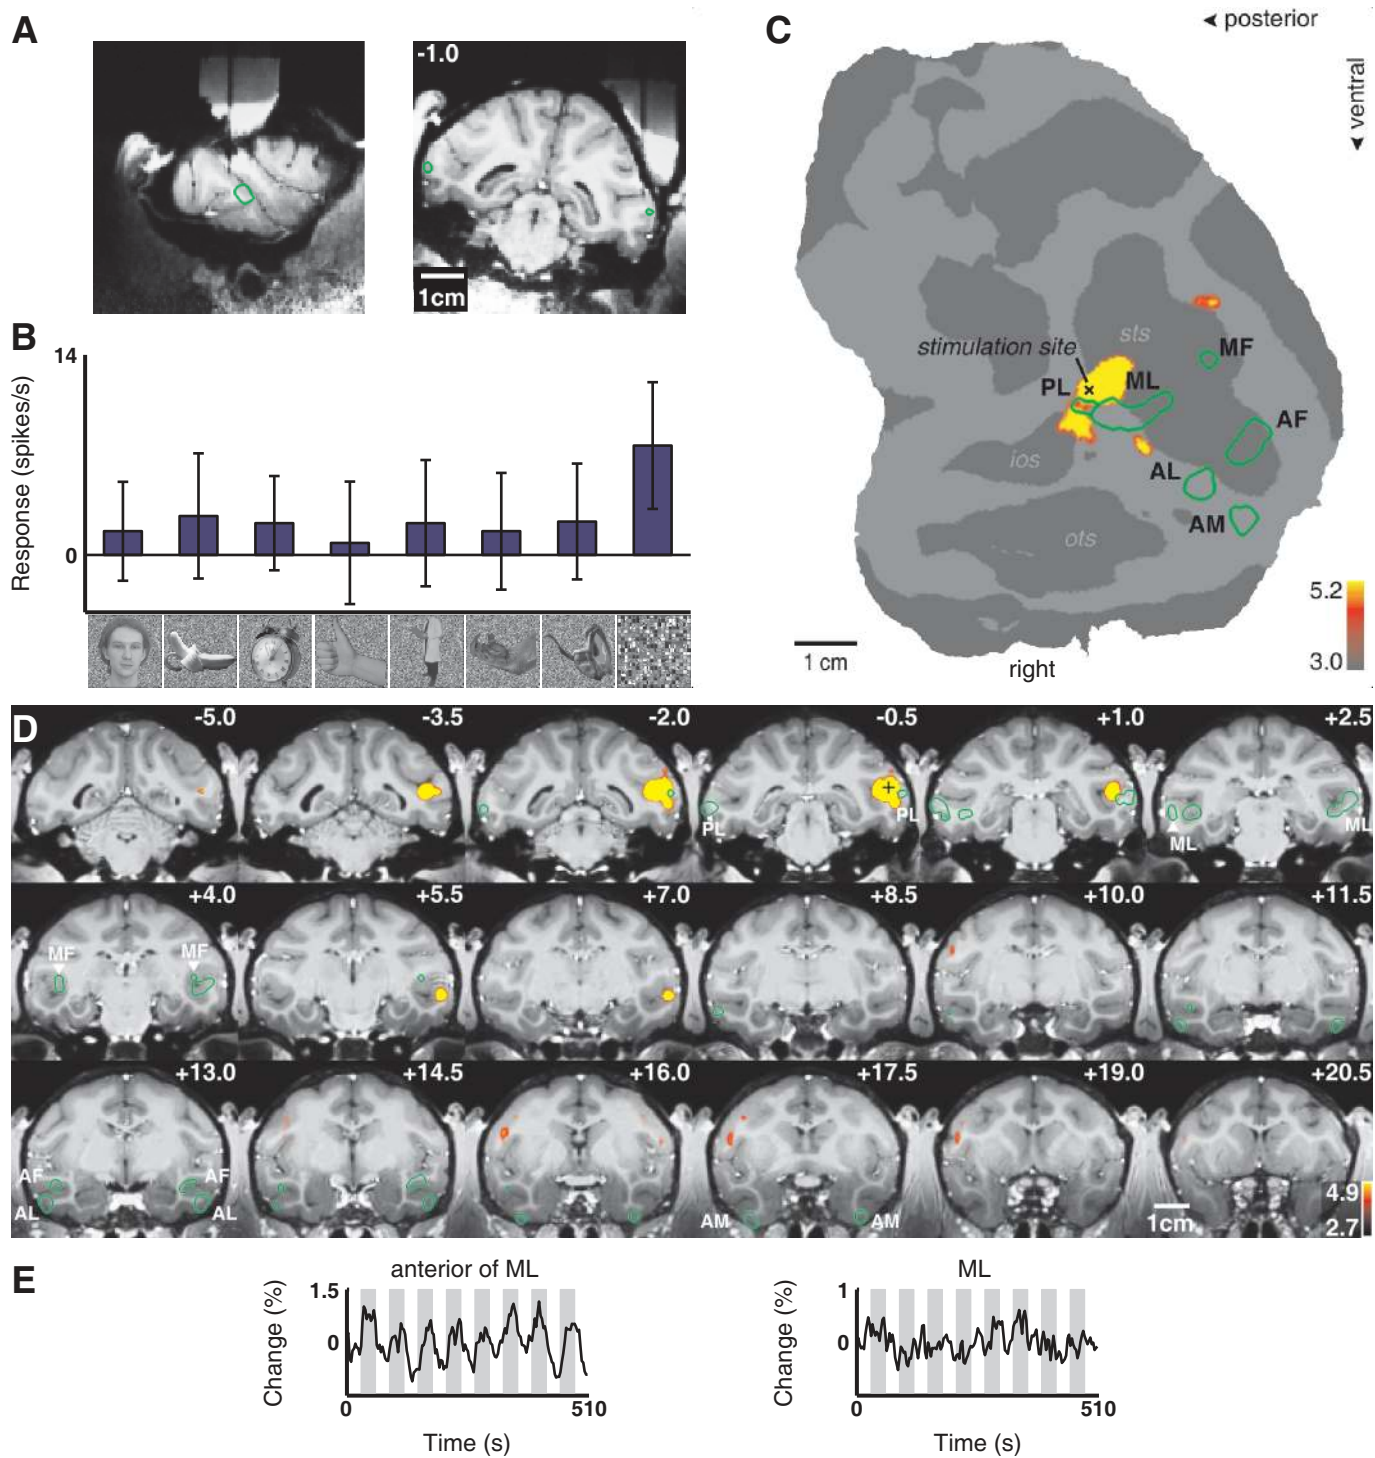 A
-1.0
1cm
B
14
0
Response (spikes/s)
C
◄ posterior
◄ ventral
sts
stimulation site
MF
PL
ML
AF
ios
AL
AM
ots
5.2
3.0
1 cm
right
D
-5.0
-3.5
-2.0
-0.5
+1.0
+2.5
PL
PL
ML
ML
+4.0
+5.5
+7.0
+8.5
+10.0
+11.5
MF
MF
+13.0
+14.5
+16.0
+17.5
+19.0
+20.5
AF
AF
AL
AL
AM
AM
1cm
4.9
2.7
E
anterior of ML
1.5
0
Change (%)
0
510
Time (s)
ML
1
0
Change (%)
0
510
Time (s)